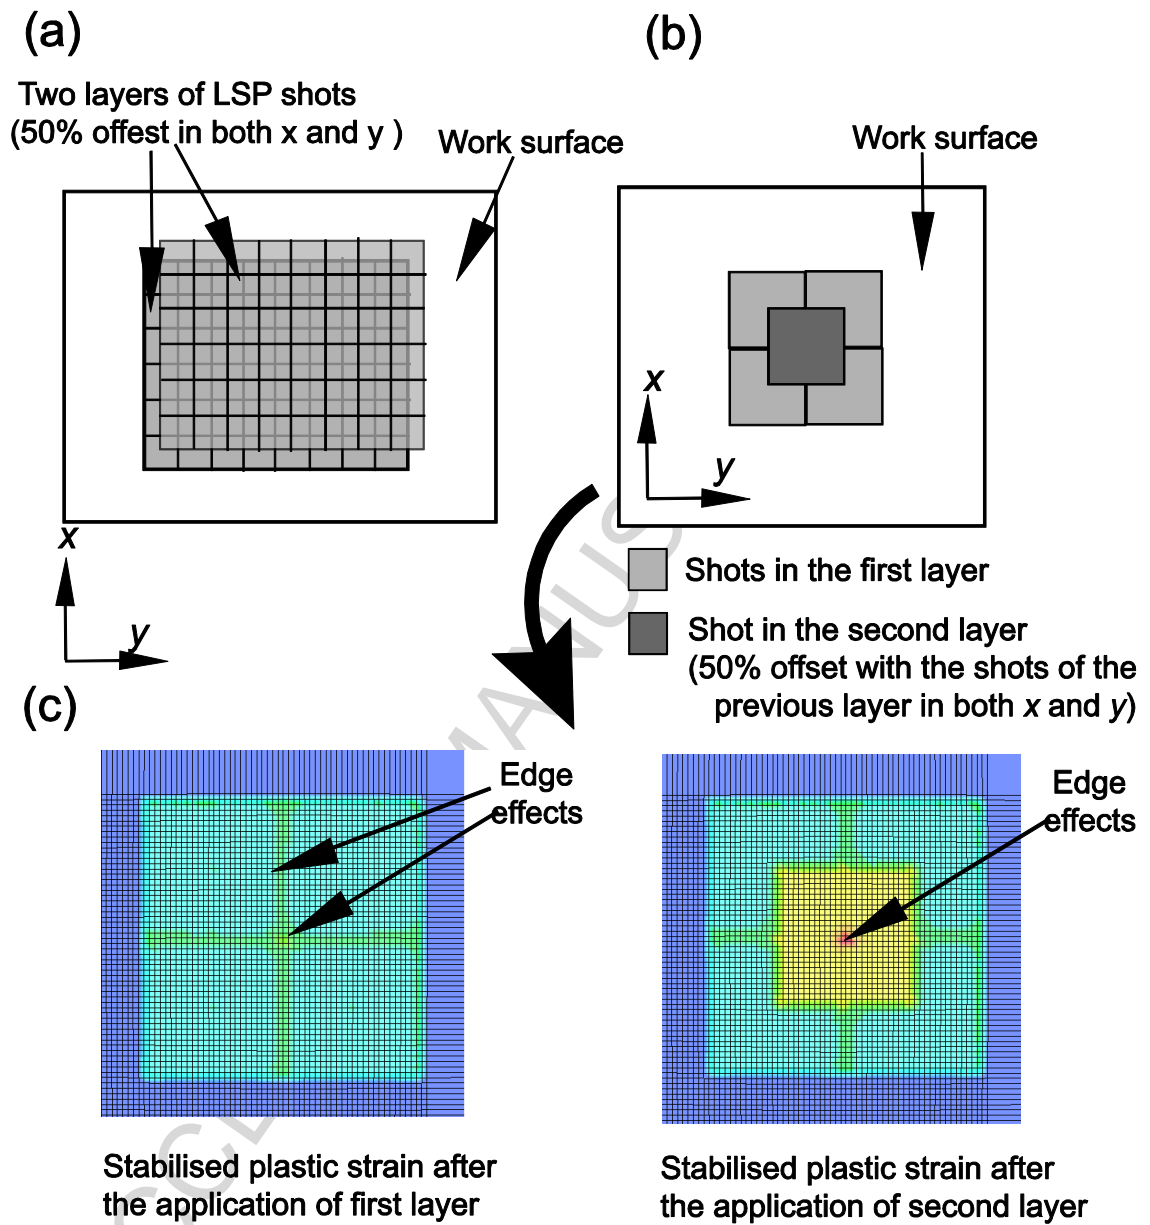 (a)
Two layers of LSP shots
(50% offest in both x and y )
Work surface
x
y
(b)
Work surface
x
y
Shots in the first layer
Shot in the second layer
(50% offset with the shots of the
previous layer in both x and y)
(c)
Edge
effects
Edge
effects
Stabilised plastic strain after
the application of first layer
Stabilised plastic strain after
the application of second layer